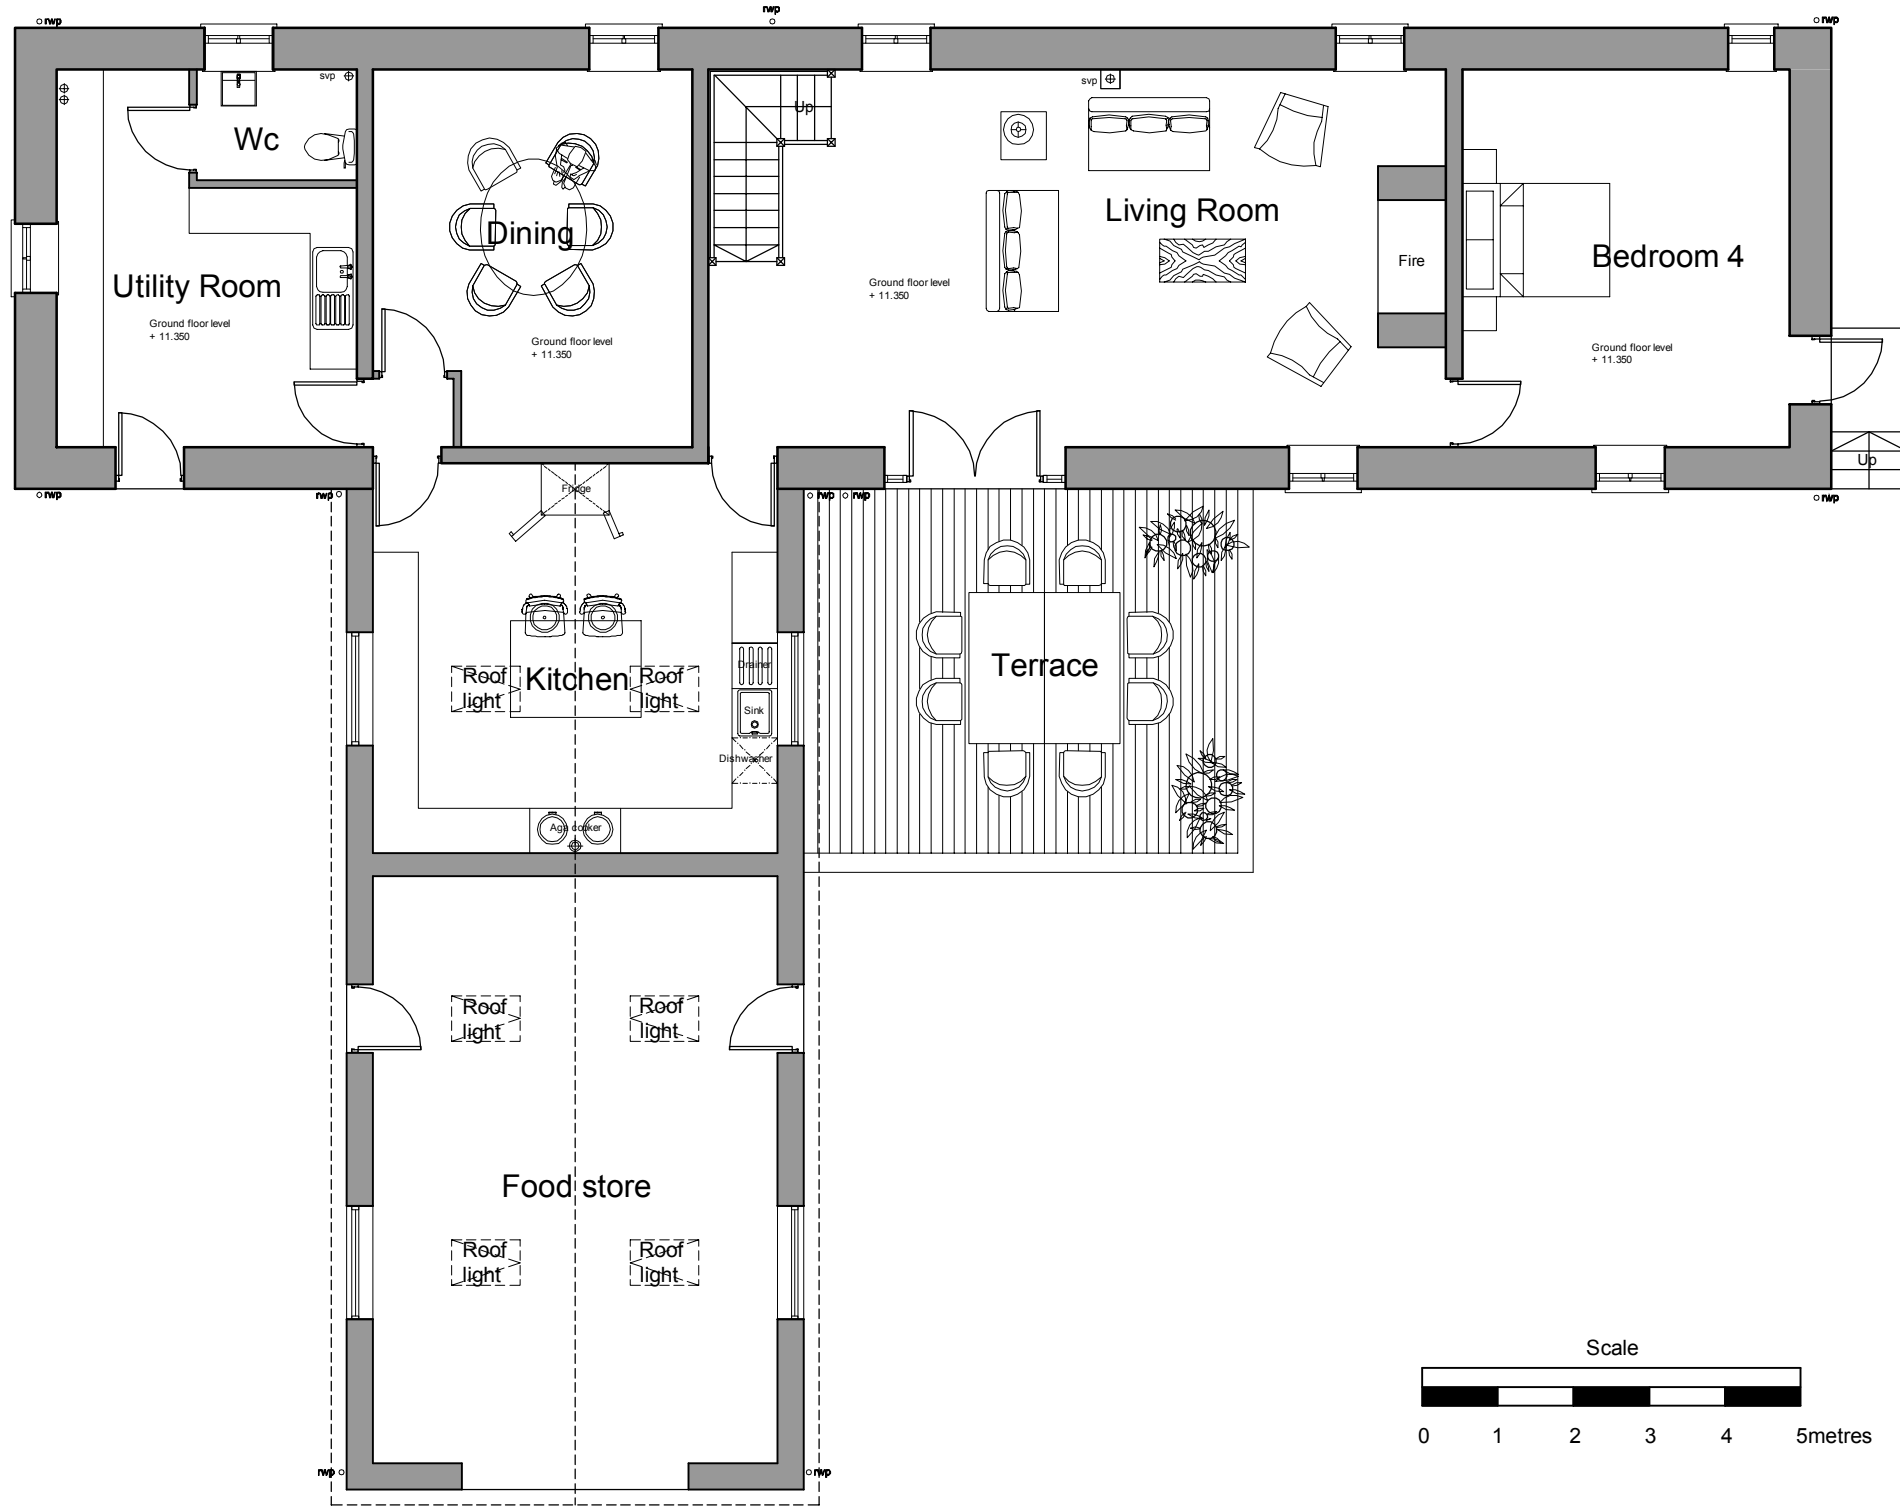 rwp
rwp
rwp
svp
Up
svp
Wc
Dining
Living Room
Utility Room
Fire
Bedroom 4
Ground floor level
+ 11.350
Ground floor level
+ 11.350
Ground floor level
+ 11.350
Ground floor level
+ 11.350
Up
rwp
rwp
rwp
rwp
rwp
Fridge
Terrace
Kitchen
Roof
light
Roof
light
Drainer
Sink
Dishwasher
Aga cooker
Roof
light
Roof
light
Food store
Roof
light
Roof
light
Scale
0 1 2 3 4 5metres
rwp
rwp